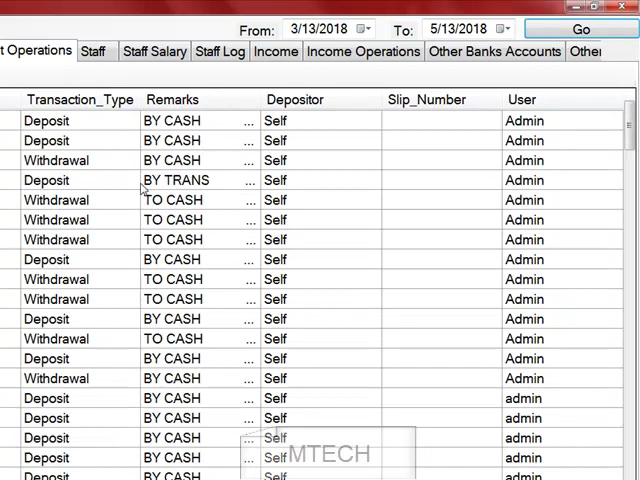 From: 3/13/2018 To: 5/13/2018 Go
t Operations Staff Staff Salary Staff Log Income Income Operations Other Banks Accounts Other
Transaction_Type Remarks Depositor Slip_Number User
Deposit BY CASH ... Self Admin
Deposit BY CASH ... Self Admin
Withdrawal BY CASH ... Self Admin
Deposit BY TRANS ... Self Admin
Withdrawal TO CASH ... Self Admin
Withdrawal TO CASH ... Self Admin
Withdrawal TO CASH ... Self Admin
Deposit BY CASH ... Self Admin
Withdrawal TO CASH ... Self Admin
Withdrawal TO CASH ... Self Admin
Deposit BY CASH ... Self Admin
Withdrawal TO CASH ... Self Admin
Deposit BY CASH ... Self Admin
Withdrawal BY CASH ... Self Admin
Deposit BY CASH ... Self admin
Deposit BY CASH ... Self admin
Deposit BY CASH ... Self admin
Deposit BY CASH ... Self admin
MTECH
Deposit BY CASH ... Self admin